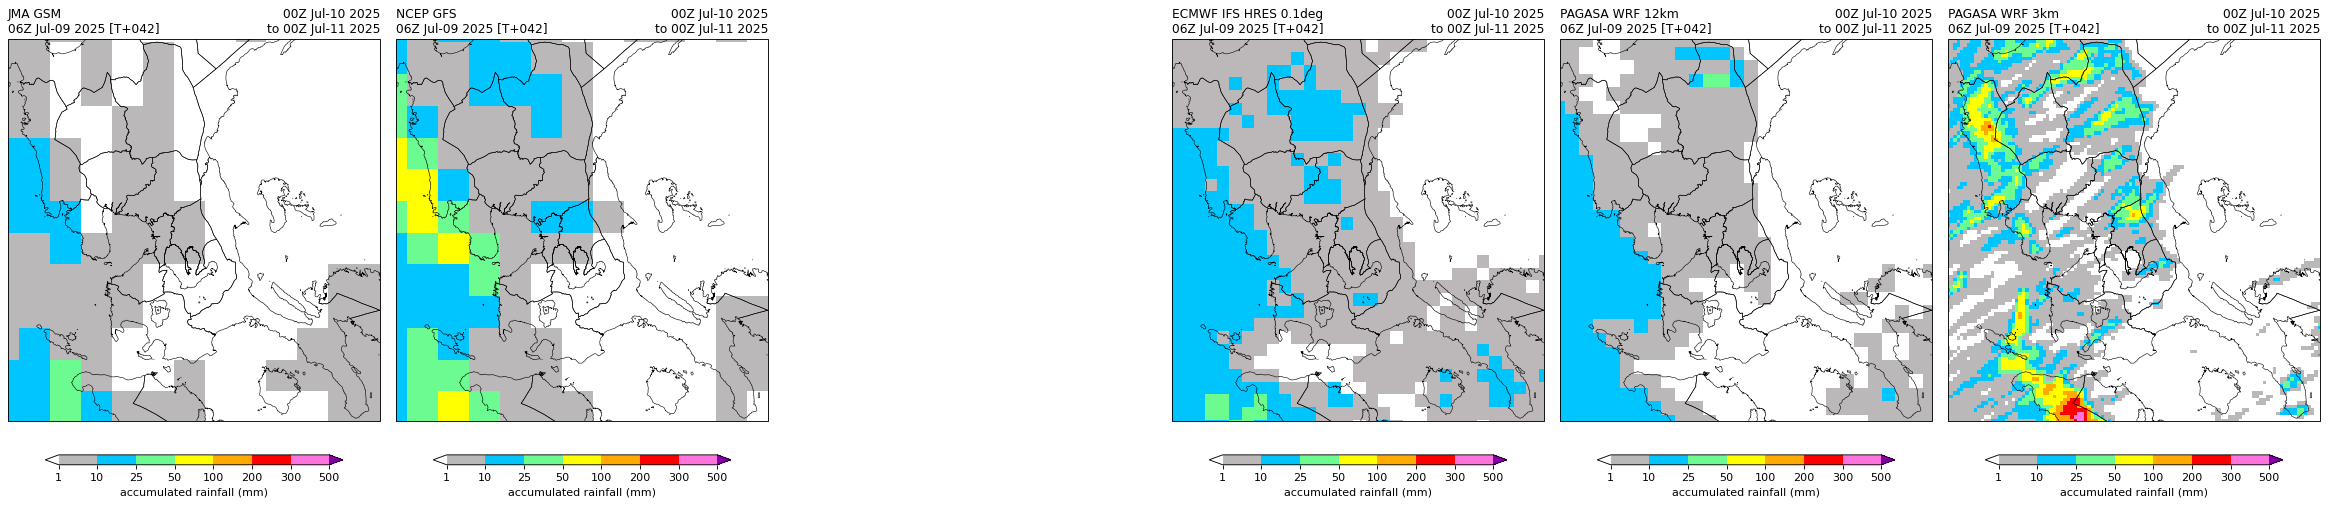 JMA GSM 00Z Jul-10 2025
06Z Jul-09 2025 [T+042] to 00Z Jul-11 2025
1 10 25 50 100 200 300 500
accumulated rainfall (mm)
NCEP GFS 00Z Jul-10 2025
06Z Jul-09 2025 [T+042] to 00Z Jul-11 2025
1 10 25 50 100 200 300 500
accumulated rainfall (mm)
ECMWF IFS HRES 0.1deg 00Z Jul-10 2025
06Z Jul-09 2025 [T+042] to 00Z Jul-11 2025
1 10 25 50 100 200 300 500
accumulated rainfall (mm)
PAGASA WRF 12km 00Z Jul-10 2025
06Z Jul-09 2025 [T+042] to 00Z Jul-11 2025
1 10 25 50 100 200 300 500
accumulated rainfall (mm)
PAGASA WRF 3km 00Z Jul-10 2025
06Z Jul-09 2025 [T+042] to 00Z Jul-11 2025
1 10 25 50 100 200 300 500
accumulated rainfall (mm)